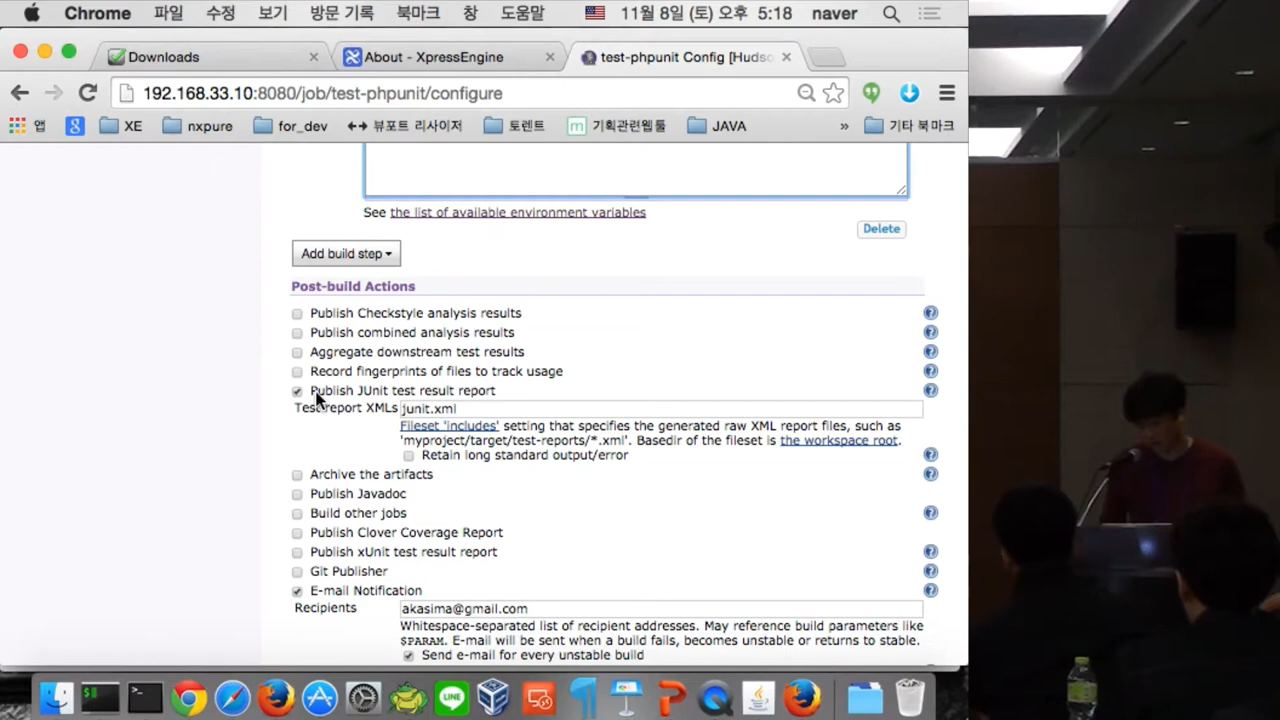 Chrome 파일 수정 보기 방문 기록 북마크 창 도움말 11월 8일 (토) 오후 5:18 naver
Downloads About - XpressEngine test-phpunit Config [Hudso
192.168.33.10:8080/job/test-phpunit/configure
앱 XE nxpure for_dev 뷰포트 리사이저 토렌트 m 기획관련웹툴 JAVA » 기타 북마크
See the list of available environment variables
Delete
Add build step
Post-build Actions
Publish Checkstyle analysis results
Publish combined analysis results
Aggregate downstream test results
Record fingerprints of files to track usage
Publish JUnit test result report
Test report XMLs junit.xml
Fileset 'includes' setting that specifies the generated raw XML report files, such as
'myproject/target/test-reports/*.xml'. Basedir of the fileset is the workspace root.
Retain long standard output/error
Archive the artifacts
Publish Javadoc
Build other jobs
Publish Clover Coverage Report
Publish xUnit test result report
Git Publisher
E-mail Notification
Recipients akasima@gmail.com
Whitespace-separated list of recipient addresses. May reference build parameters like
$PARAM. E-mail will be sent when a build fails, becomes unstable or returns to stable.
Send e-mail for every unstable build
LINE